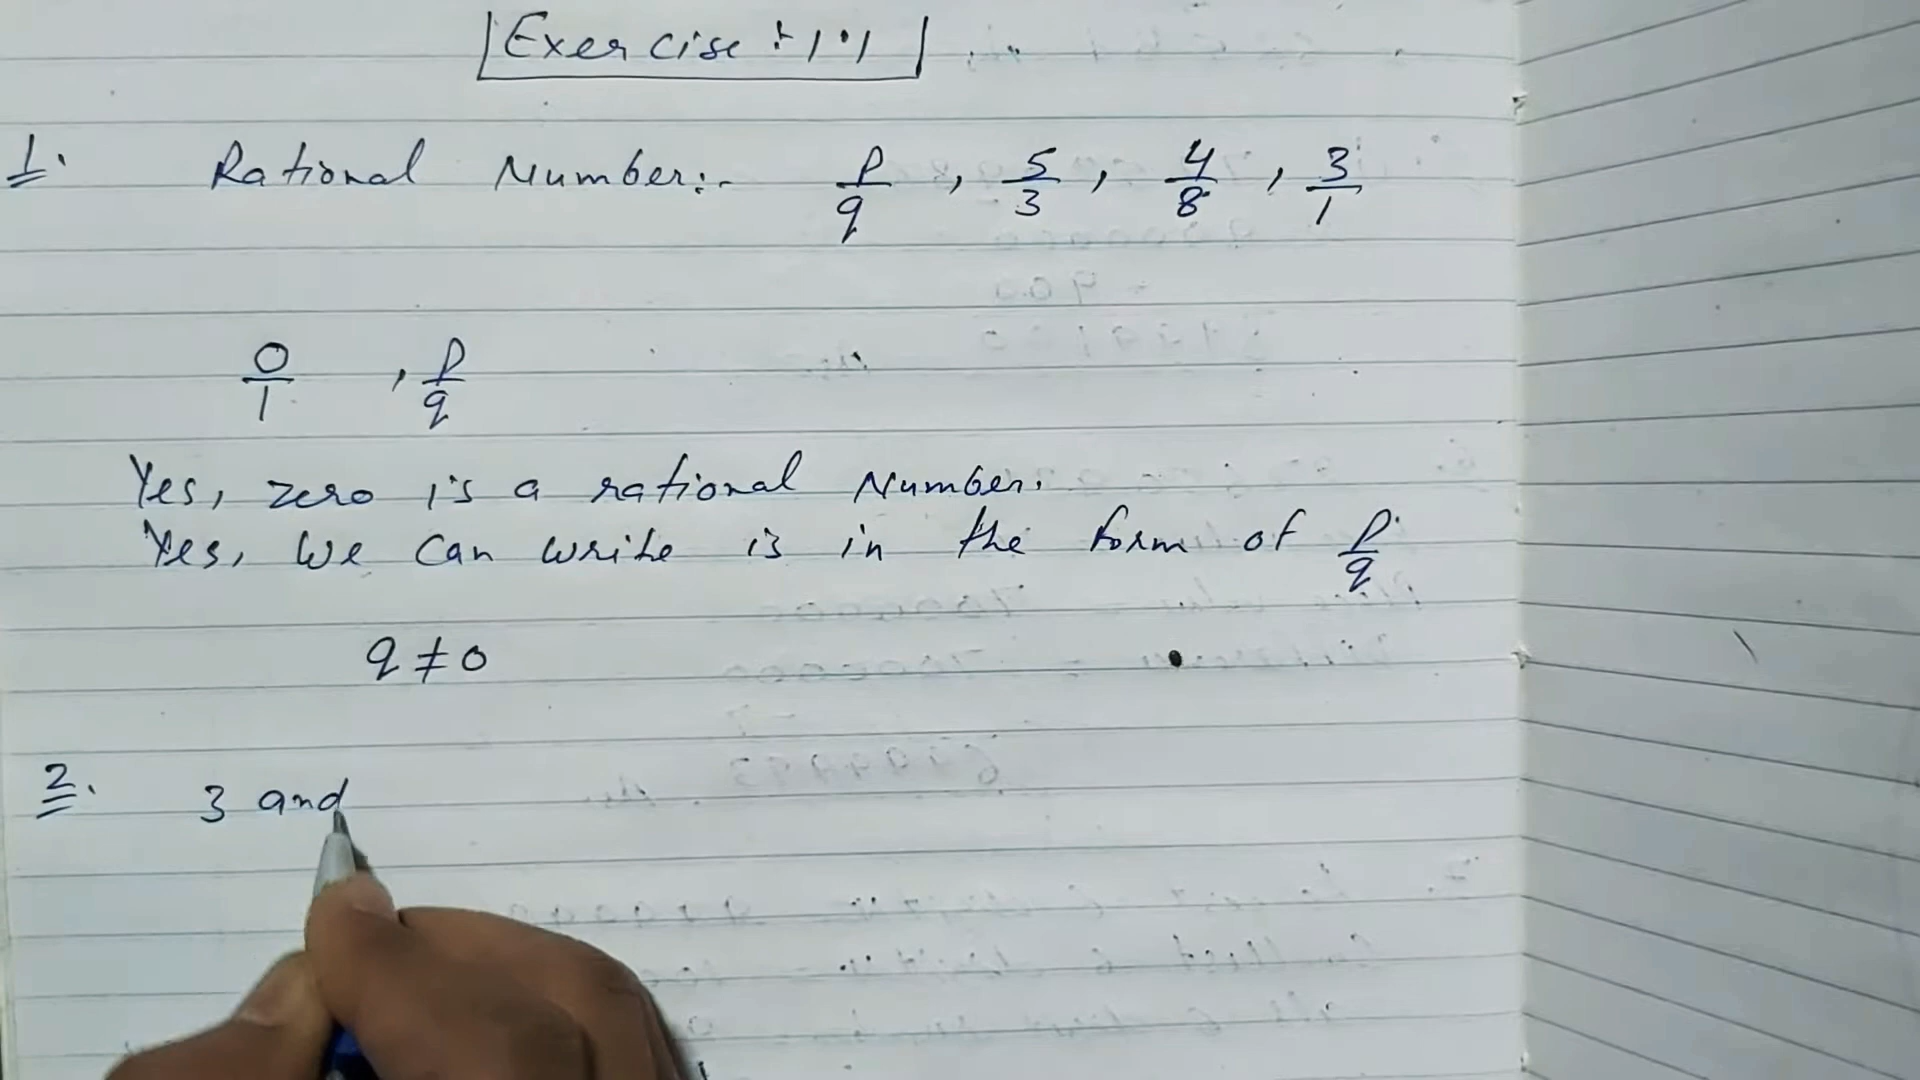 Exercise :- 1.1
1. Rational Number:- p/q , 5/3 , 4/8 , 3/1
0/1 , p/q
Yes, zero is a rational Number.
Yes, We Can write is in the form of p/q
q ≠ 0
2. 3 and